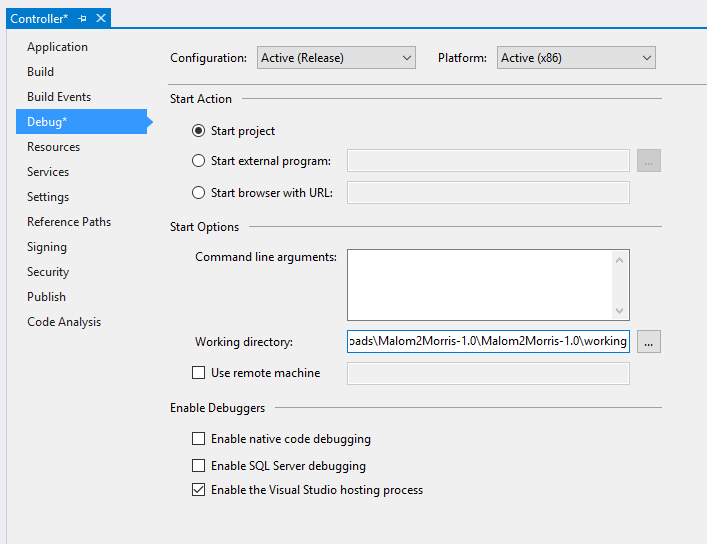 Controller*
Application
Build
Build Events
Debug*
Resources
Services
Settings
Reference Paths
Signing
Security
Publish
Code Analysis
Configuration: Active (Release) Platform: Active (x86)
Start Action
Start project
Start external program: ...
Start browser with URL:
Start Options
Command line arguments:
Working directory: oads\Malom2Morris-1.0\Malom2Morris-1.0\working ...
Use remote machine
Enable Debuggers
Enable native code debugging
Enable SQL Server debugging
Enable the Visual Studio hosting process